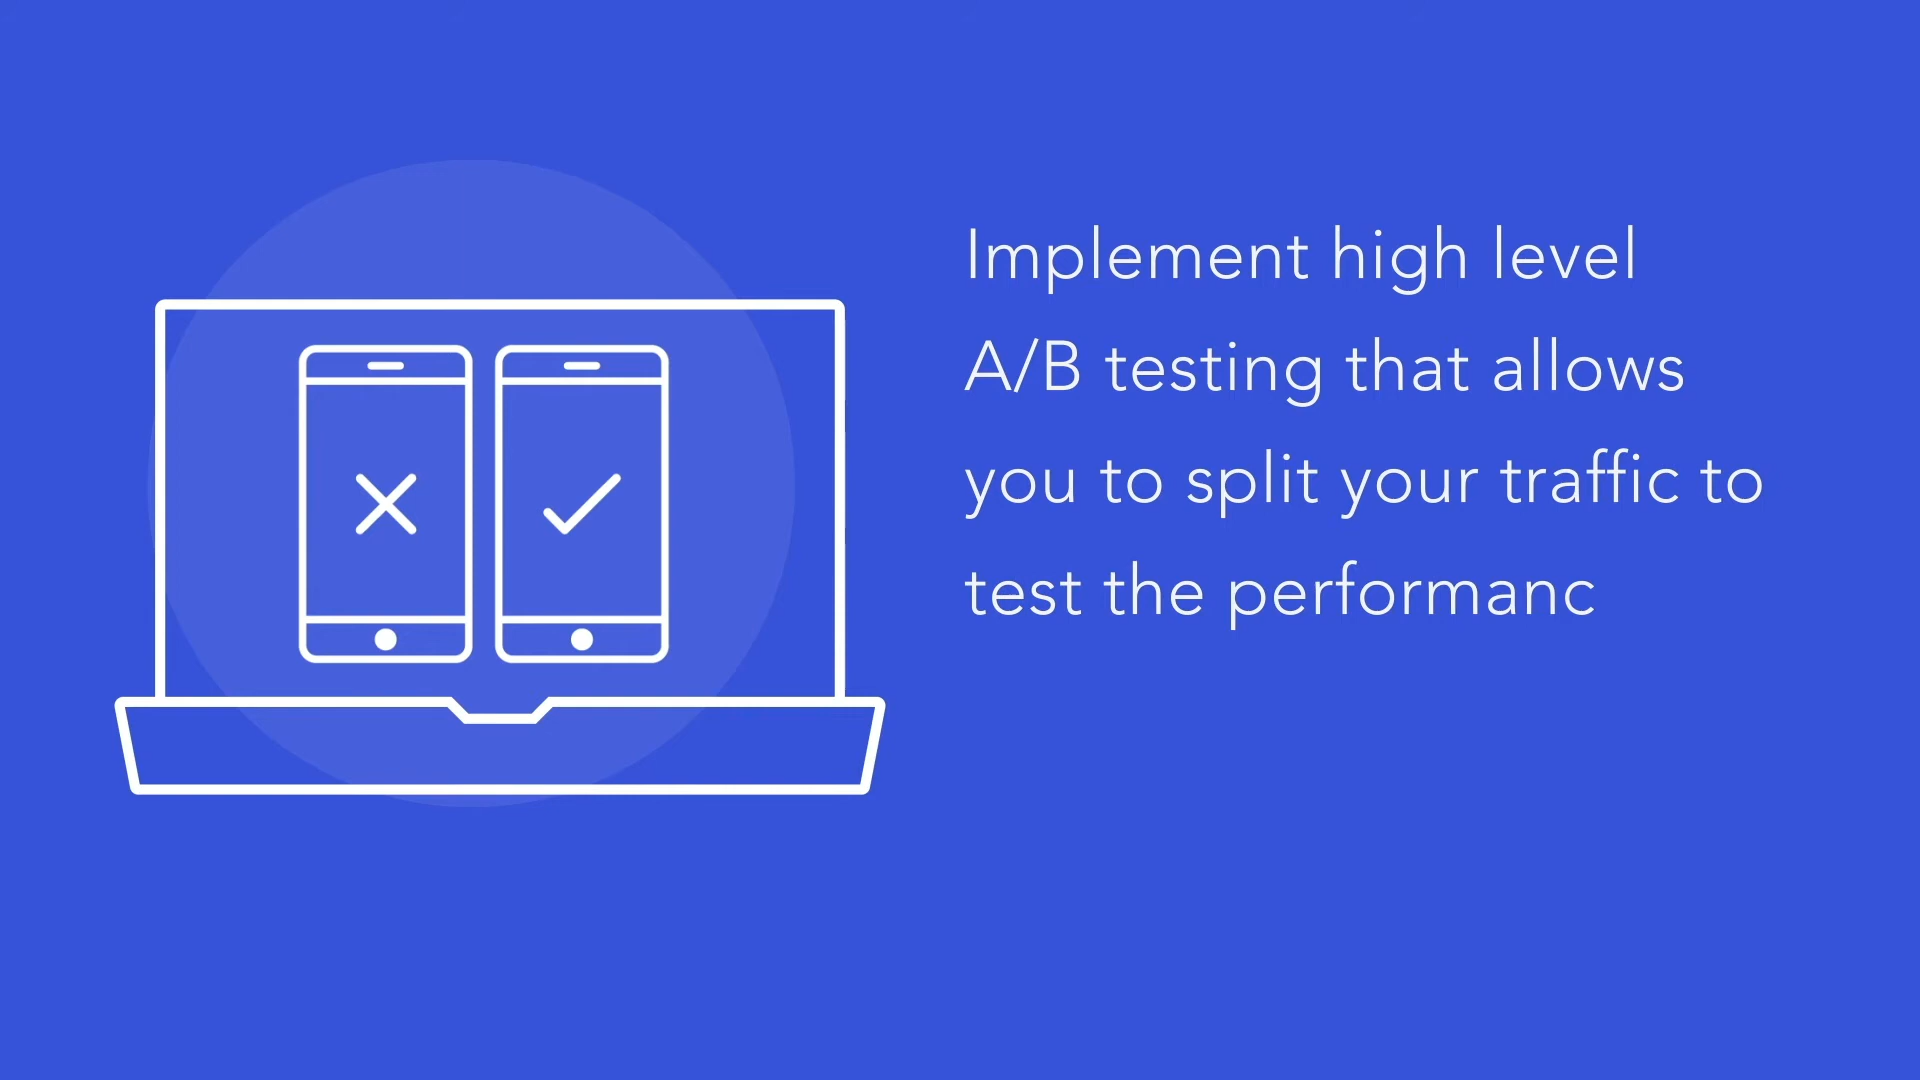 Implement high level
A/B testing that allows
you to split your traffic to
test the performanc